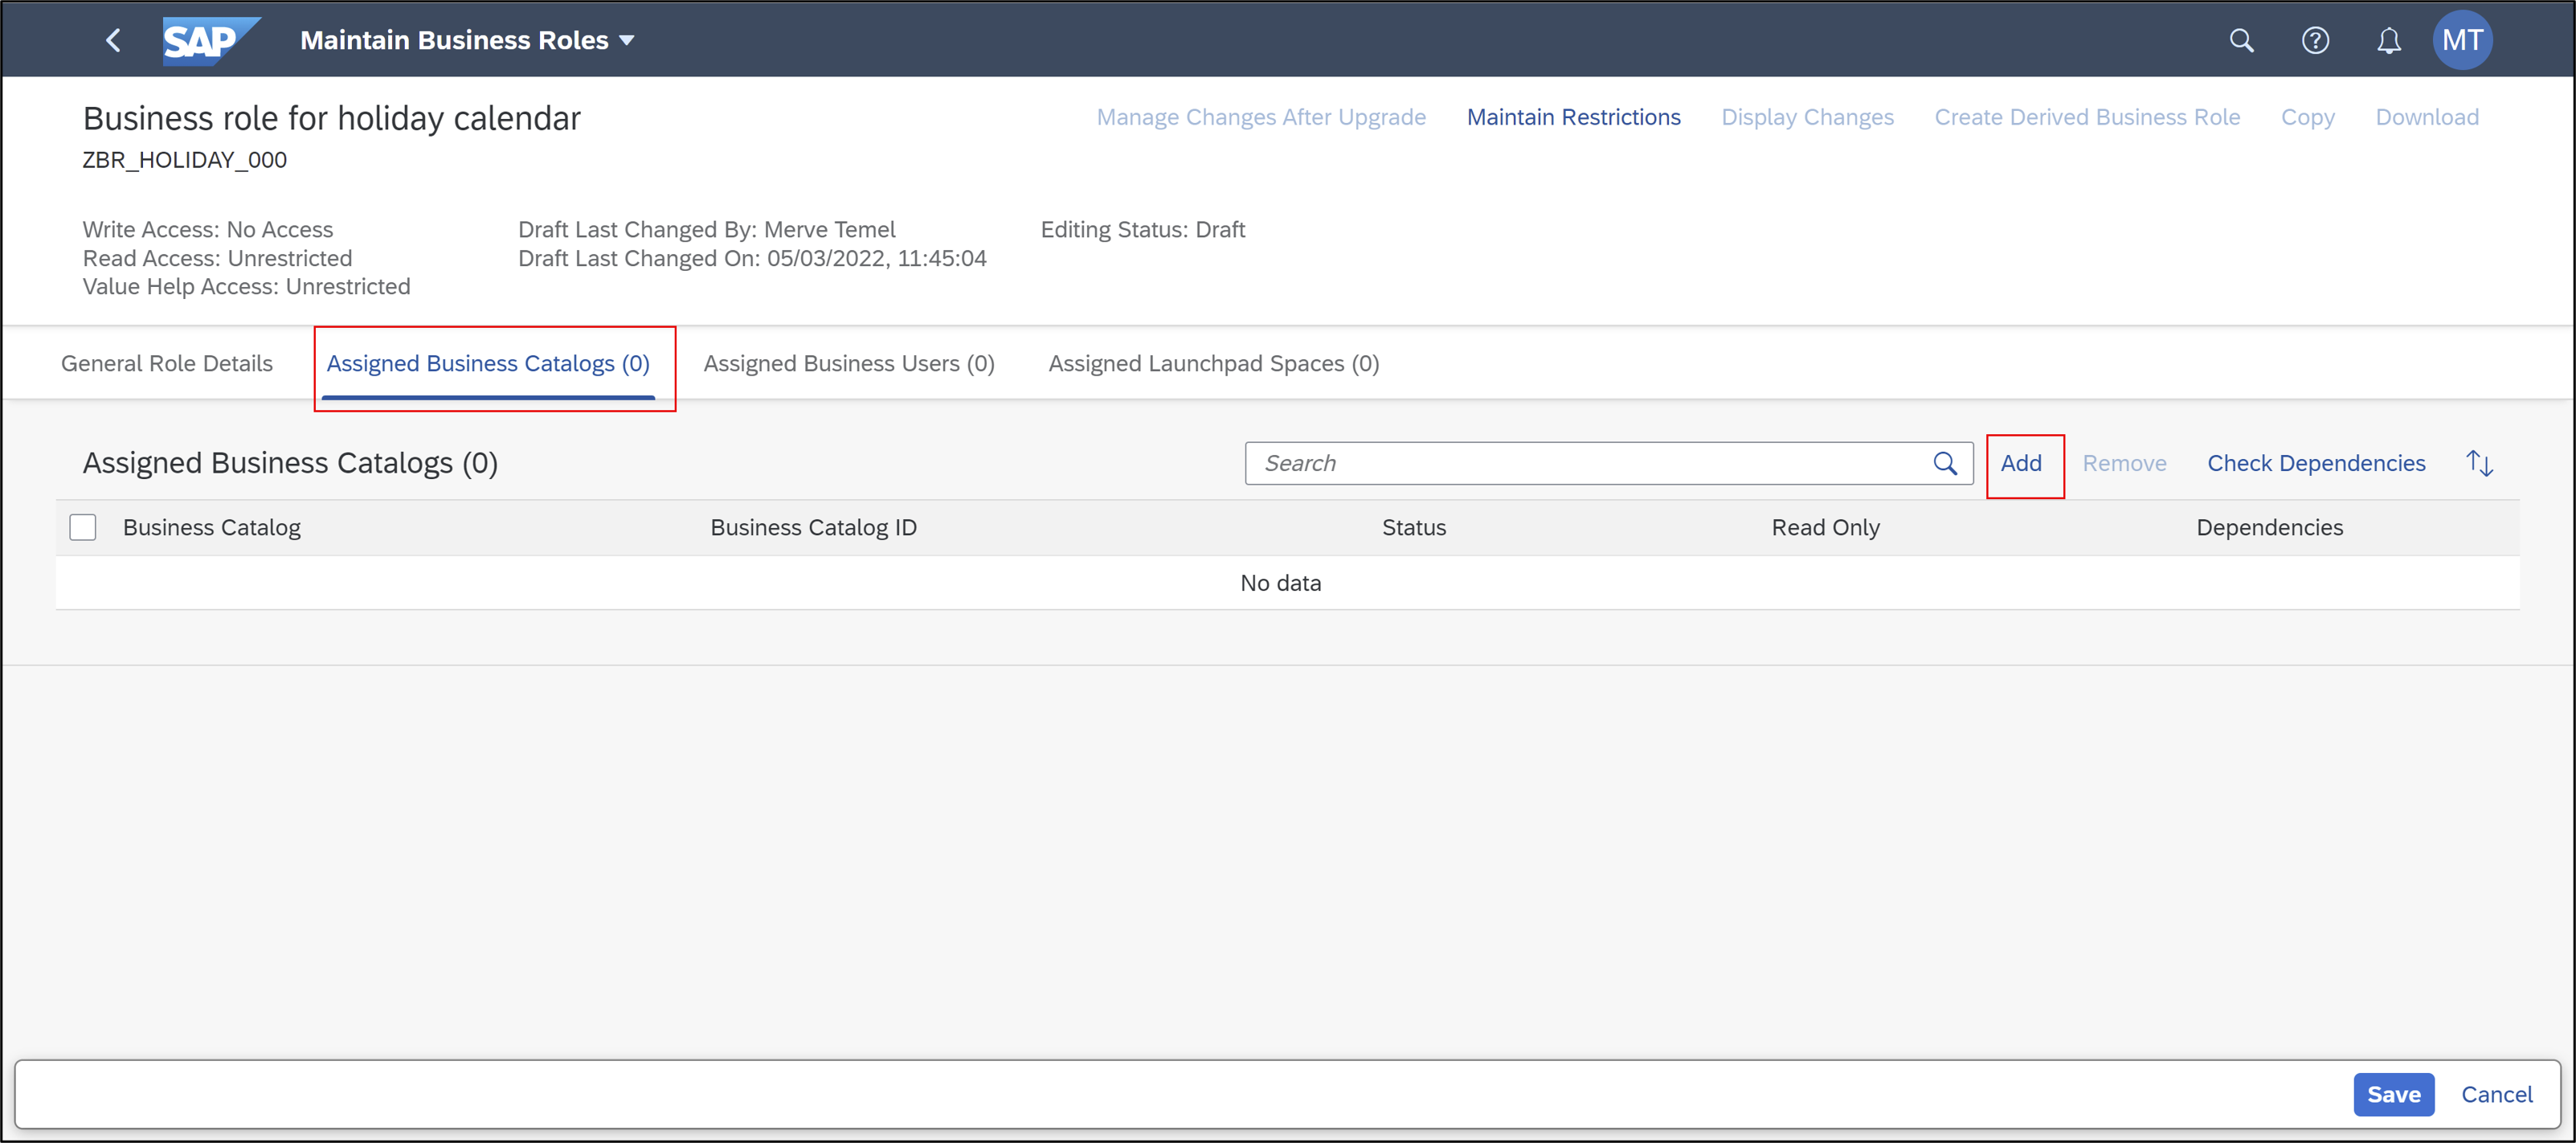 SAP Maintain Business Roles MT
Business role for holiday calendar
Manage Changes After Upgrade Maintain Restrictions Display Changes Create Derived Business Role Copy Download
ZBR_HOLIDAY_000
Write Access: No Access Draft Last Changed By: Merve Temel Editing Status: Draft
Read Access: Unrestricted Draft Last Changed On: 05/03/2022, 11:45:04
Value Help Access: Unrestricted
General Role Details Assigned Business Catalogs (0) Assigned Business Users (0) Assigned Launchpad Spaces (0)
Assigned Business Catalogs (0) Search Add Remove Check Dependencies
Business Catalog Business Catalog ID Status Read Only Dependencies
No data
Save Cancel